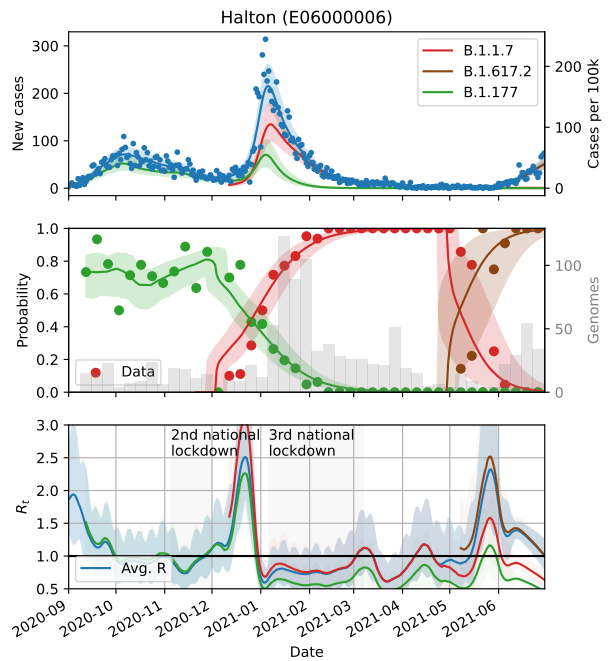 Halton (E06000006)
300
200
100
0
New cases
B.1.1.7
B.1.617.2
B.1.177
200
100
0
Cases per 100k
1.0
0.8
0.6
0.4
0.2
0.0
Probability
Data
100
50
0
Genomes
3.0
2.5
2.0
1.5
1.0
0.5
Rt
2nd national
lockdown
3rd national
lockdown
Avg. R
2020-09
2020-10
2020-11
2020-12
2021-01
2021-02
2021-03
2021-04
2021-05
2021-06
Date